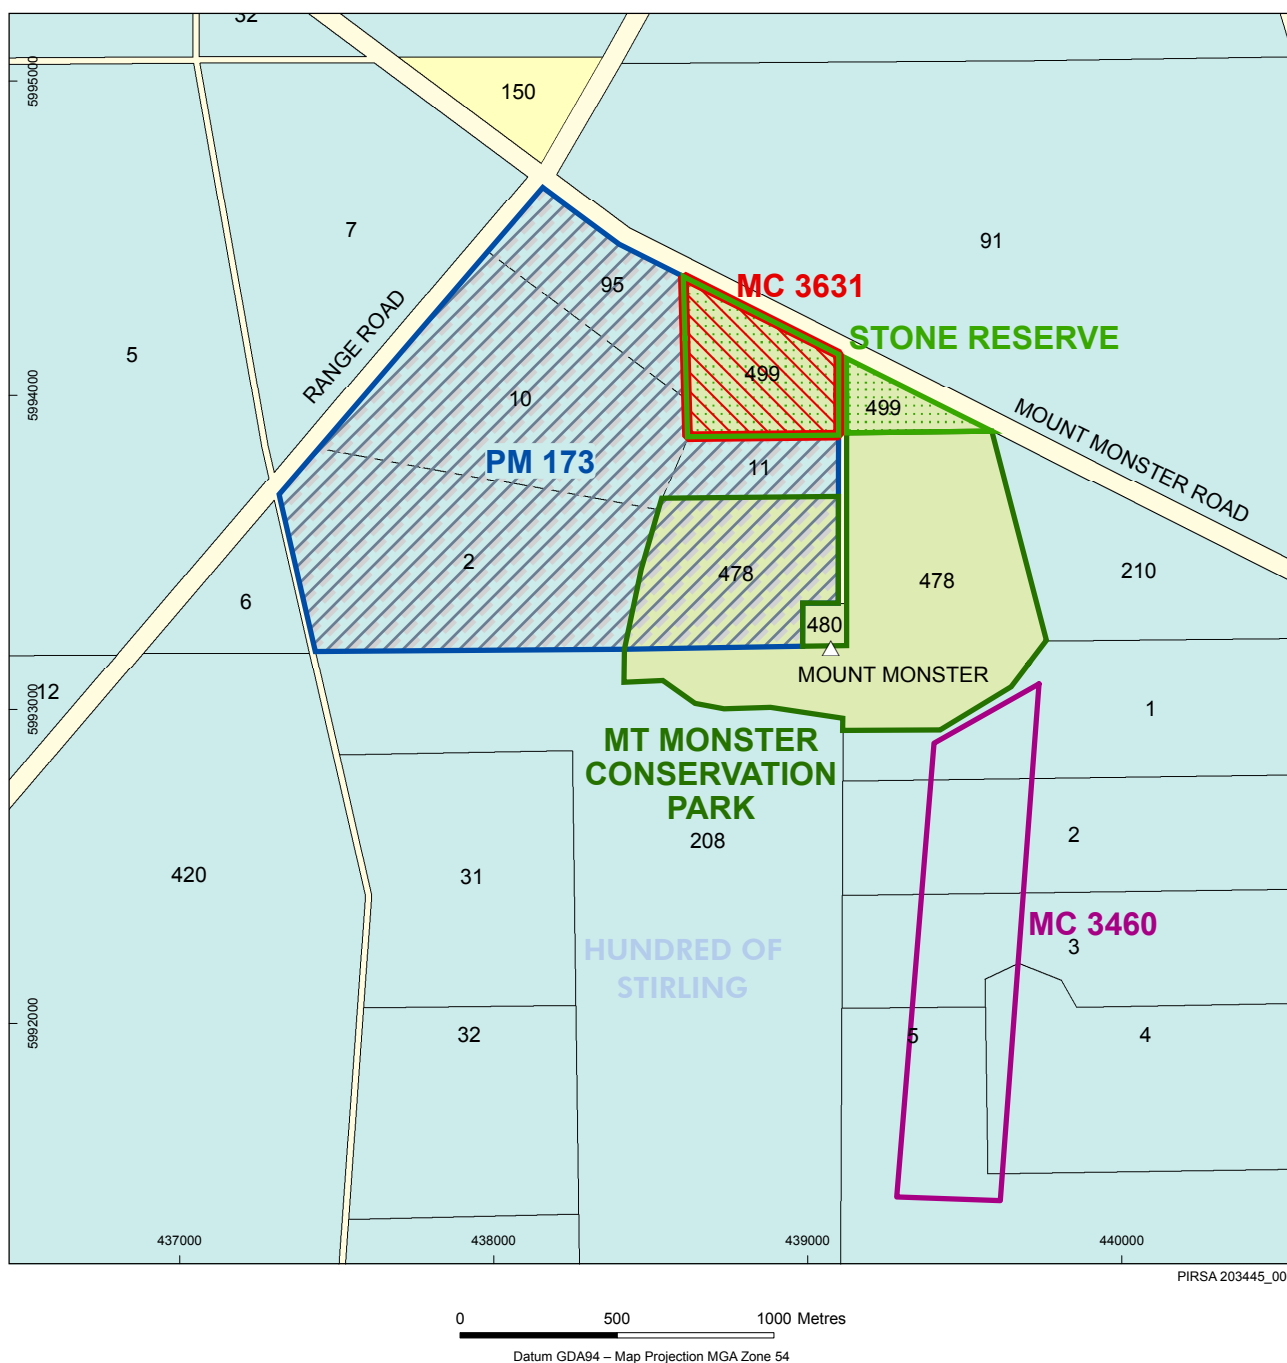 32
5995000
150
7
91
95
MC 3631
RANGE ROAD
STONE RESERVE
5
499
5994000
10
499
MOUNT MONSTER ROAD
PM 173
11
2
478
478
210
6
480
MOUNT MONSTER
12
5993000
1
MT MONSTER
CONSERVATION
PARK
208
2
420
31
MC 3460
3
HUNDRED OF
STIRLING
5992000
32
5
4
437000
438000
439000
440000
PIRSA 203445_00
0
500
1000 Metres
Datum GDA94 – Map Projection MGA Zone 54